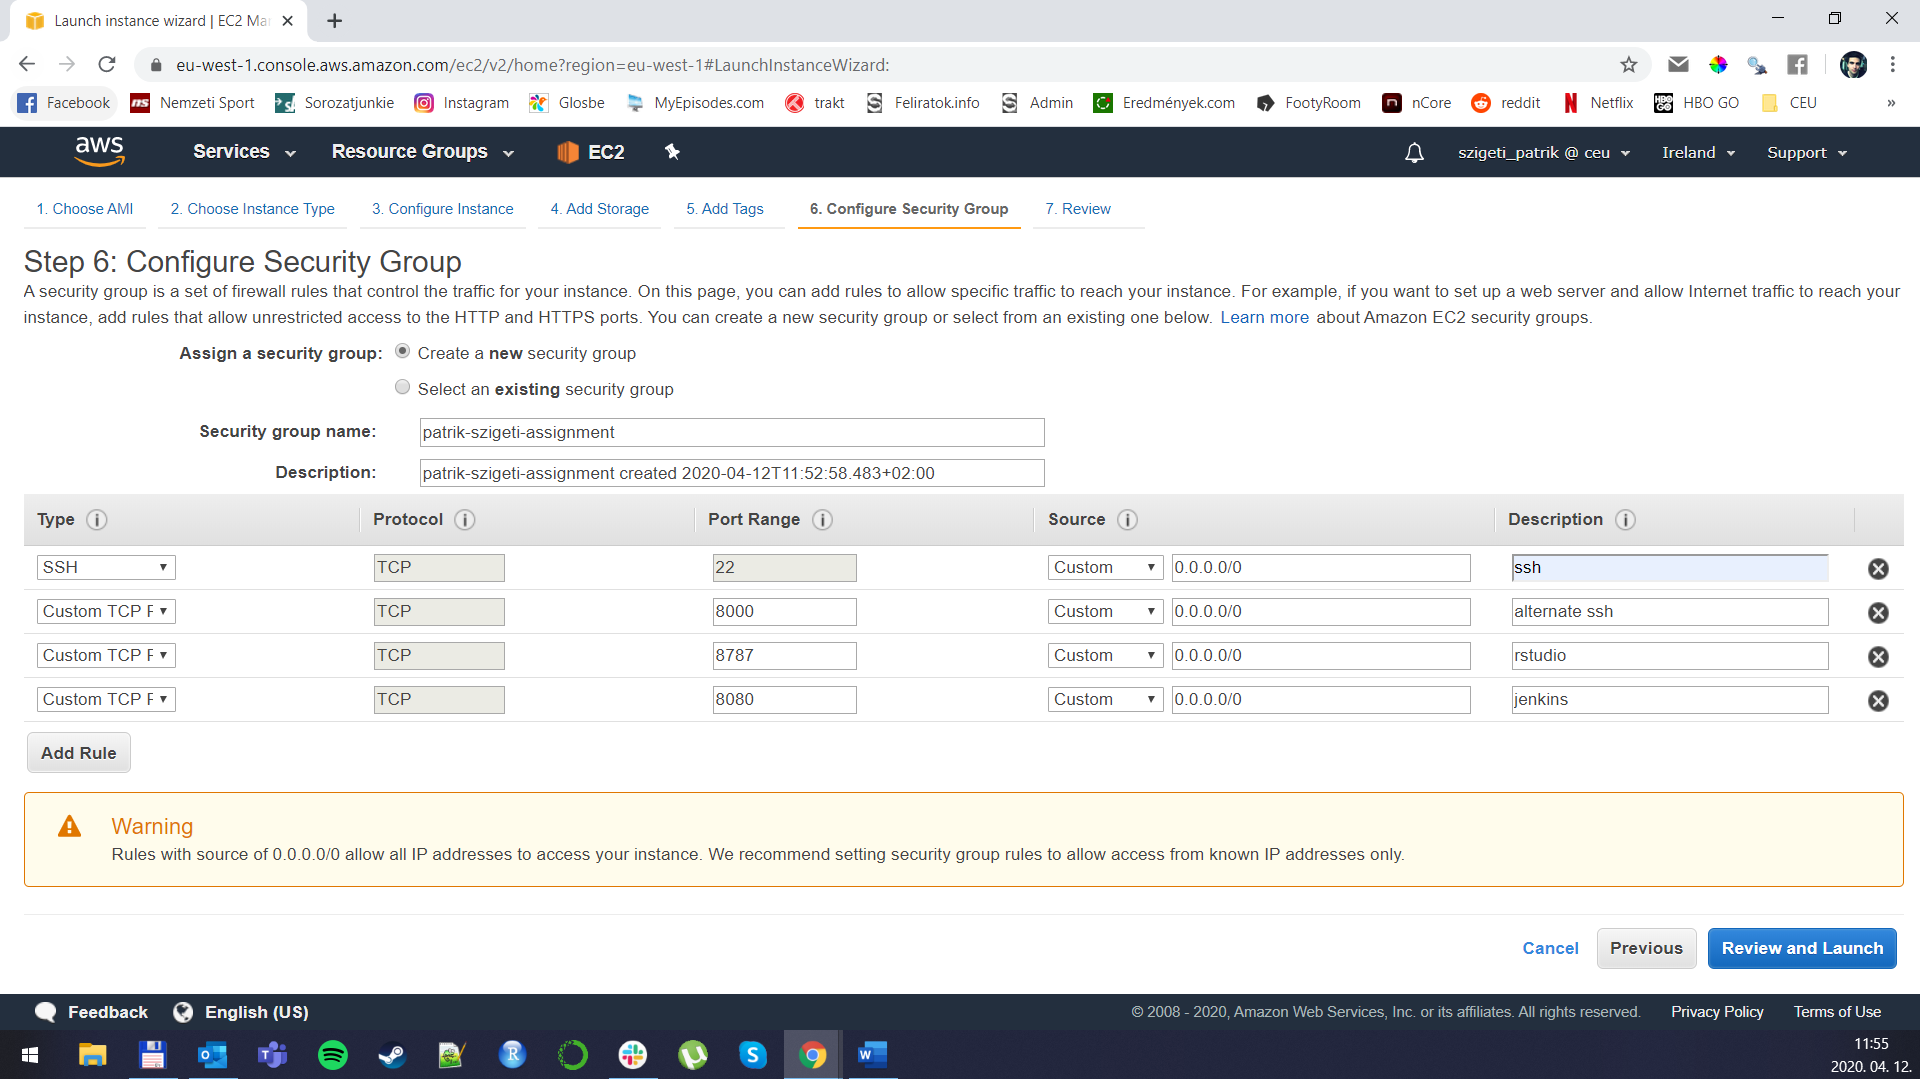 Launch instance wizard | EC2 Mar
eu-west-1.console.aws.amazon.com/ec2/v2/home?region=eu-west-1#LaunchInstanceWizard:
Facebook Nemzeti Sport Sorozatjunkie Instagram Glosbe MyEpisodes.com trakt Feliratok.info Admin Eredmények.com FootyRoom nCore reddit Netflix HBO GO CEU »
aws Services Resource Groups EC2 szigeti_patrik @ ceu Ireland Support
1. Choose AMI 2. Choose Instance Type 3. Configure Instance 4. Add Storage 5. Add Tags 6. Configure Security Group 7. Review
Step 6: Configure Security Group
A security group is a set of firewall rules that control the traffic for your instance. On this page, you can add rules to allow specific traffic to reach your instance. For example, if you want to set up a web server and allow Internet traffic to reach your
instance, add rules that allow unrestricted access to the HTTP and HTTPS ports. You can create a new security group or select from an existing one below. Learn more about Amazon EC2 security groups.
Assign a security group: Create a new security group
Select an existing security group
Security group name: patrik-szigeti-assignment
Description: patrik-szigeti-assignment created 2020-04-12T11:52:58.483+02:00
Type Protocol Port Range Source Description
SSH TCP 22 Custom 0.0.0.0/0 ssh
Custom TCP F TCP 8000 Custom 0.0.0.0/0 alternate ssh
Custom TCP F TCP 8787 Custom 0.0.0.0/0 rstudio
Custom TCP F TCP 8080 Custom 0.0.0.0/0 jenkins
Add Rule
Warning
Rules with source of 0.0.0.0/0 allow all IP addresses to access your instance. We recommend setting security group rules to allow access from known IP addresses only.
Cancel Previous Review and Launch
Feedback English (US) © 2008 - 2020, Amazon Web Services, Inc. or its affiliates. All rights reserved. Privacy Policy Terms of Use
11:55
2020. 04. 12.